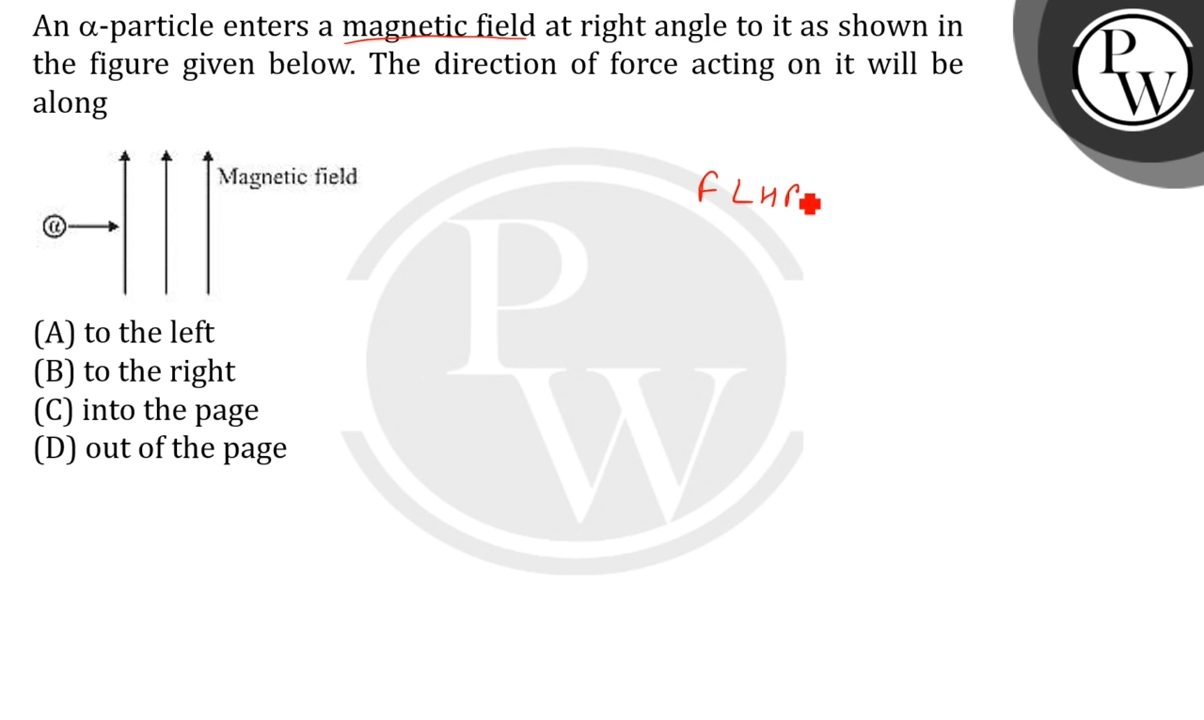 An α-particle enters a magnetic field at right angle to it as shown in
the figure given below. The direction of force acting on it will be
along
Magnetic field
α
(A) to the left
(B) to the right
(C) into the page
(D) out of the page
FLHR
PW
PW